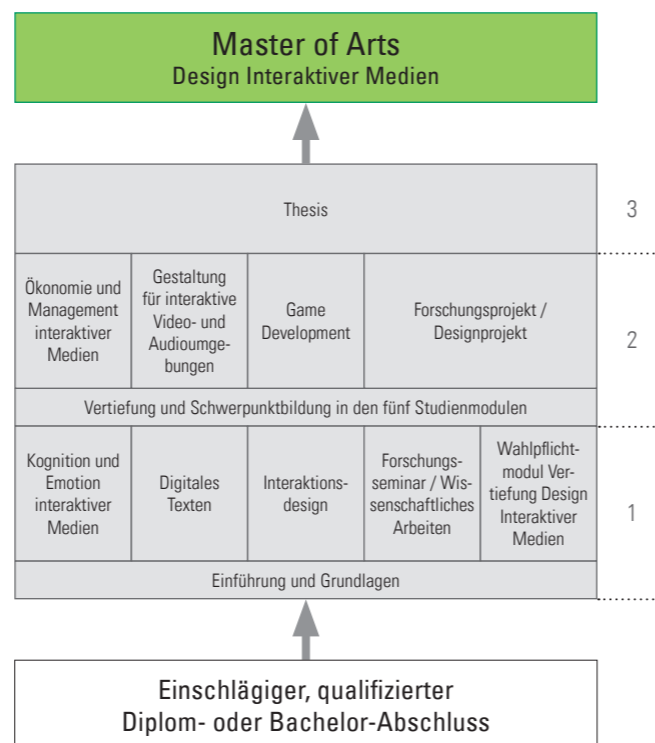 Master of Arts
Design Interaktiver Medien
Thesis
3
Ökonomie und
Management
interaktiver
Medien
Gestaltung
für interaktive
Video- und
Audioumge-
bungen
Game
Development
Forschungsprojekt /
Designprojekt
2
Vertiefung und Schwerpunktbildung in den fünf Studienmodulen
Kognition und
Emotion
interaktiver
Medien
Digitales
Texten
Interaktions-
design
Forschungs-
seminar / Wis-
senschaftliches
Arbeiten
Wahlpflicht-
modul Ver-
tiefung Design
Interaktiver
Medien
1
Einführung und Grundlagen
Einschlägiger, qualifizierter
Diplom- oder Bachelor-Abschluss